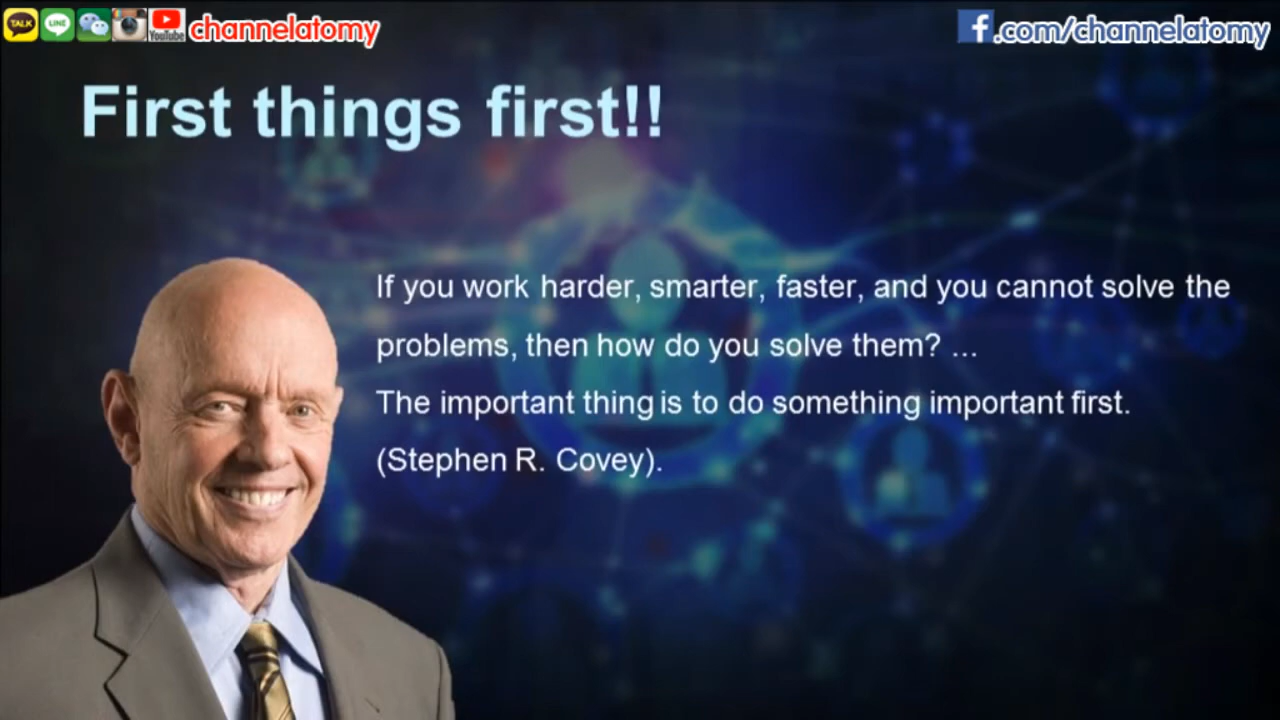 TALK LINE YouTube channelatomy
f.com/channelatomy
First things first!!
If you work harder, smarter, faster, and you cannot solve the
problems, then how do you solve them? ...
The important thing is to do something important first.
(Stephen R. Covey).